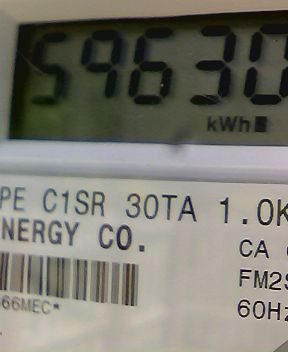 59630
kWh
PE C1SR 30TA 1.0K
NERGY CO.
CA
FM2S
66MEC*
60Hz